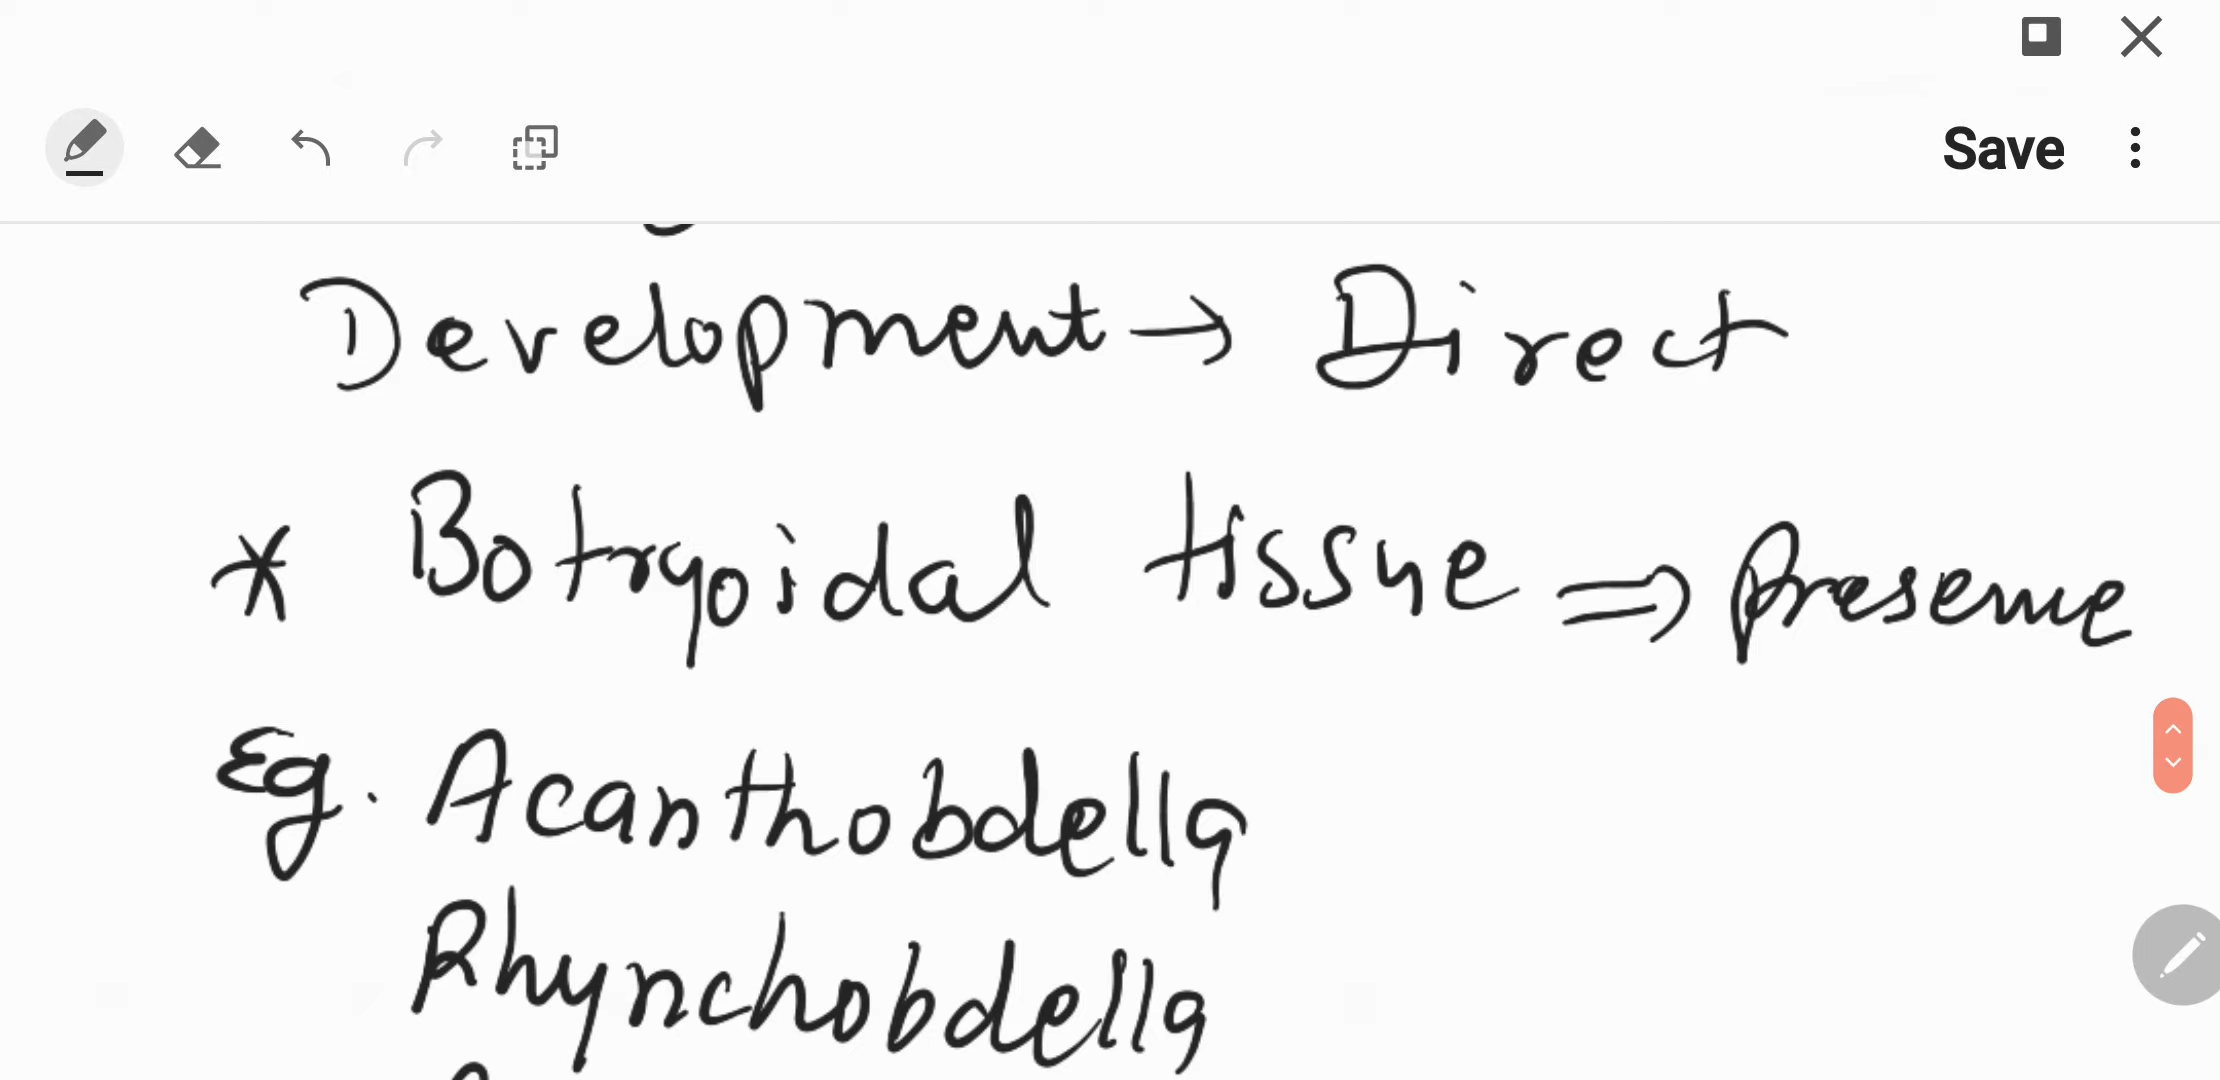 Save
Development → Direct
* Botryoidal tissue ⇒ Presence
Eg. Acanthobdella
Rhynchobdella